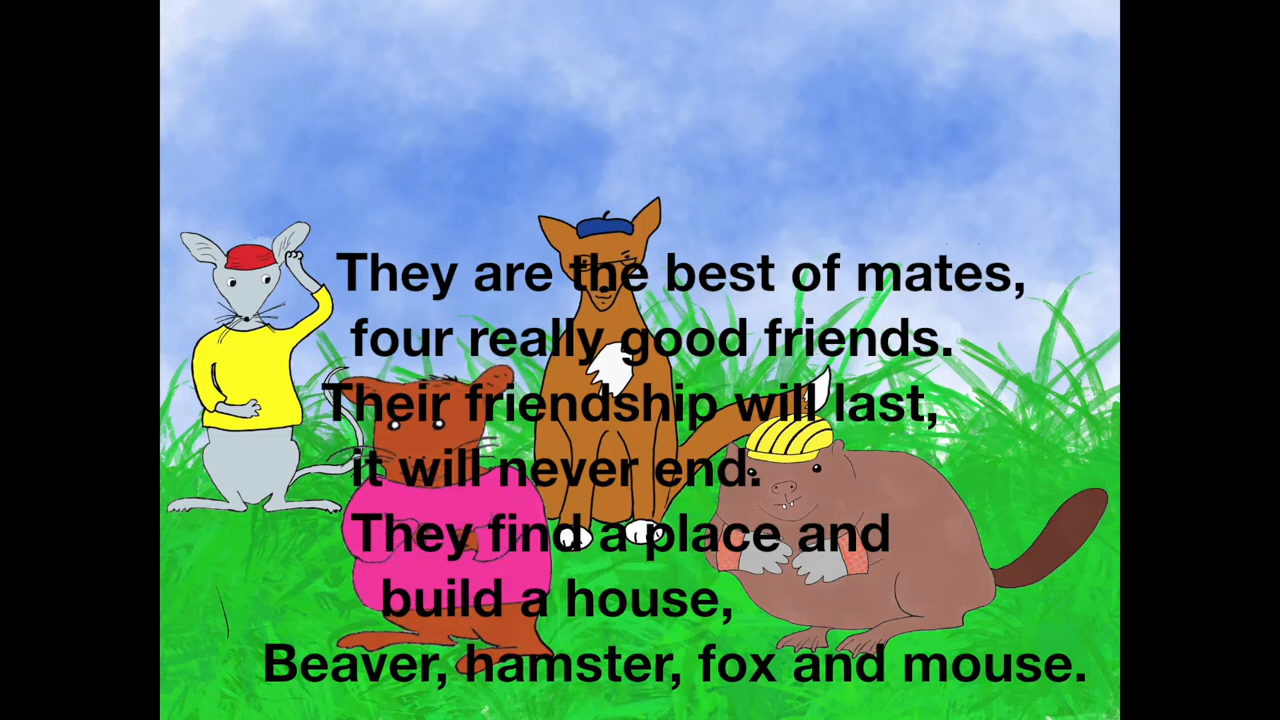 They are the best of mates,
four really good friends.
Their friendship will last,
it will never end.
They find a place and
build a house,
Beaver, hamster, fox and mouse.